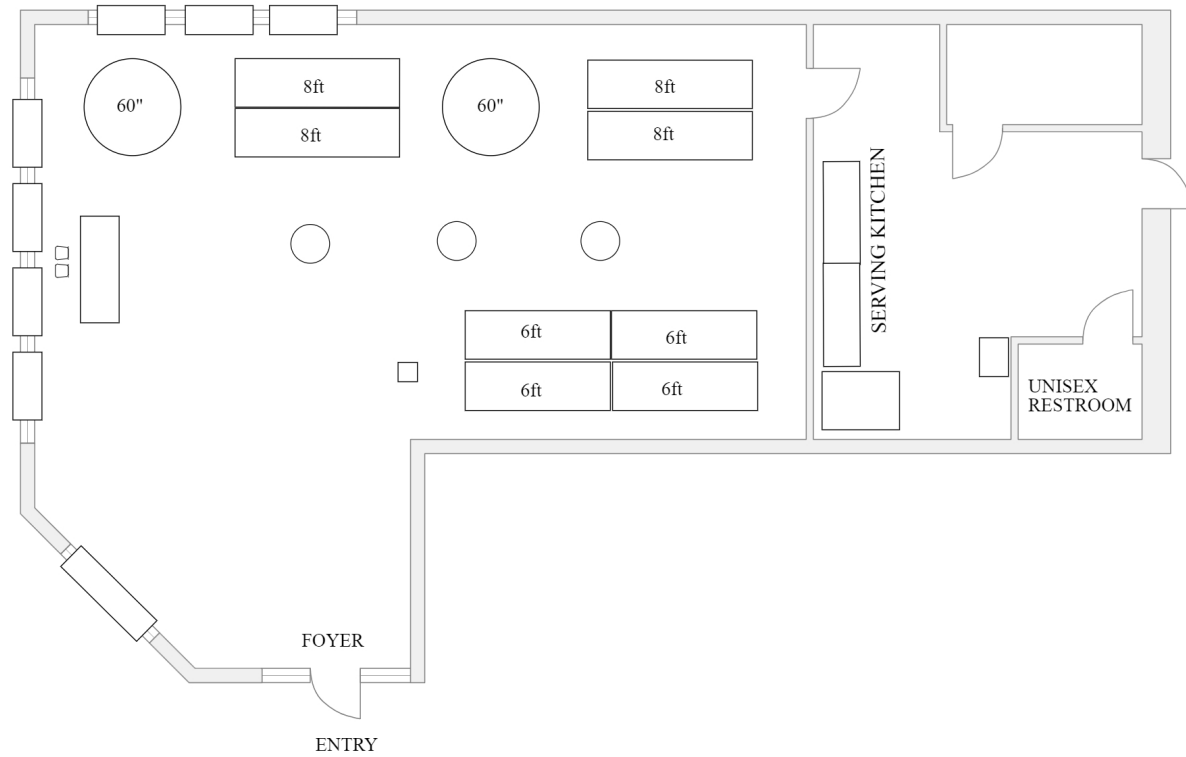 60"
8ft
8ft
60"
8ft
8ft
SERVING KITCHEN
6ft
6ft
6ft
6ft
UNISEX
RESTROOM
FOYER
ENTRY